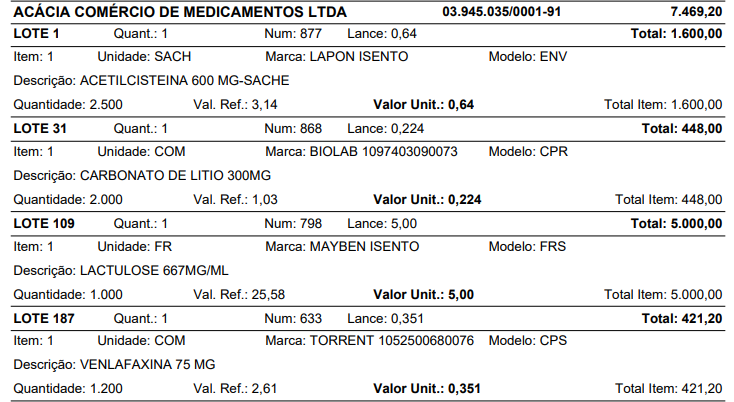 ACÁCIA COMÉRCIO DE MEDICAMENTOS LTDA 03.945.035/0001-91 7.469,20
LOTE 1 Quant.: 1 Num: 877 Lance: 0,64 Total: 1.600,00
Item: 1 Unidade: SACH Marca: LAPON ISENTO Modelo: ENV
Descrição: ACETILCISTEINA 600 MG-SACHE
Quantidade: 2.500 Val. Ref.: 3,14 Valor Unit.: 0,64 Total Item: 1.600,00
LOTE 31 Quant.: 1 Num: 868 Lance: 0,224 Total: 448,00
Item: 1 Unidade: COM Marca: BIOLAB 1097403090073 Modelo: CPR
Descrição: CARBONATO DE LITIO 300MG
Quantidade: 2.000 Val. Ref.: 1,03 Valor Unit.: 0,224 Total Item: 448,00
LOTE 109 Quant.: 1 Num: 798 Lance: 5,00 Total: 5.000,00
Item: 1 Unidade: FR Marca: MAYBEN ISENTO Modelo: FRS
Descrição: LACTULOSE 667MG/ML
Quantidade: 1.000 Val. Ref.: 25,58 Valor Unit.: 5,00 Total Item: 5.000,00
LOTE 187 Quant.: 1 Num: 633 Lance: 0,351 Total: 421,20
Item: 1 Unidade: COM Marca: TORRENT 1052500680076 Modelo: CPS
Descrição: VENLAFAXINA 75 MG
Quantidade: 1.200 Val. Ref.: 2,61 Valor Unit.: 0,351 Total Item: 421,20